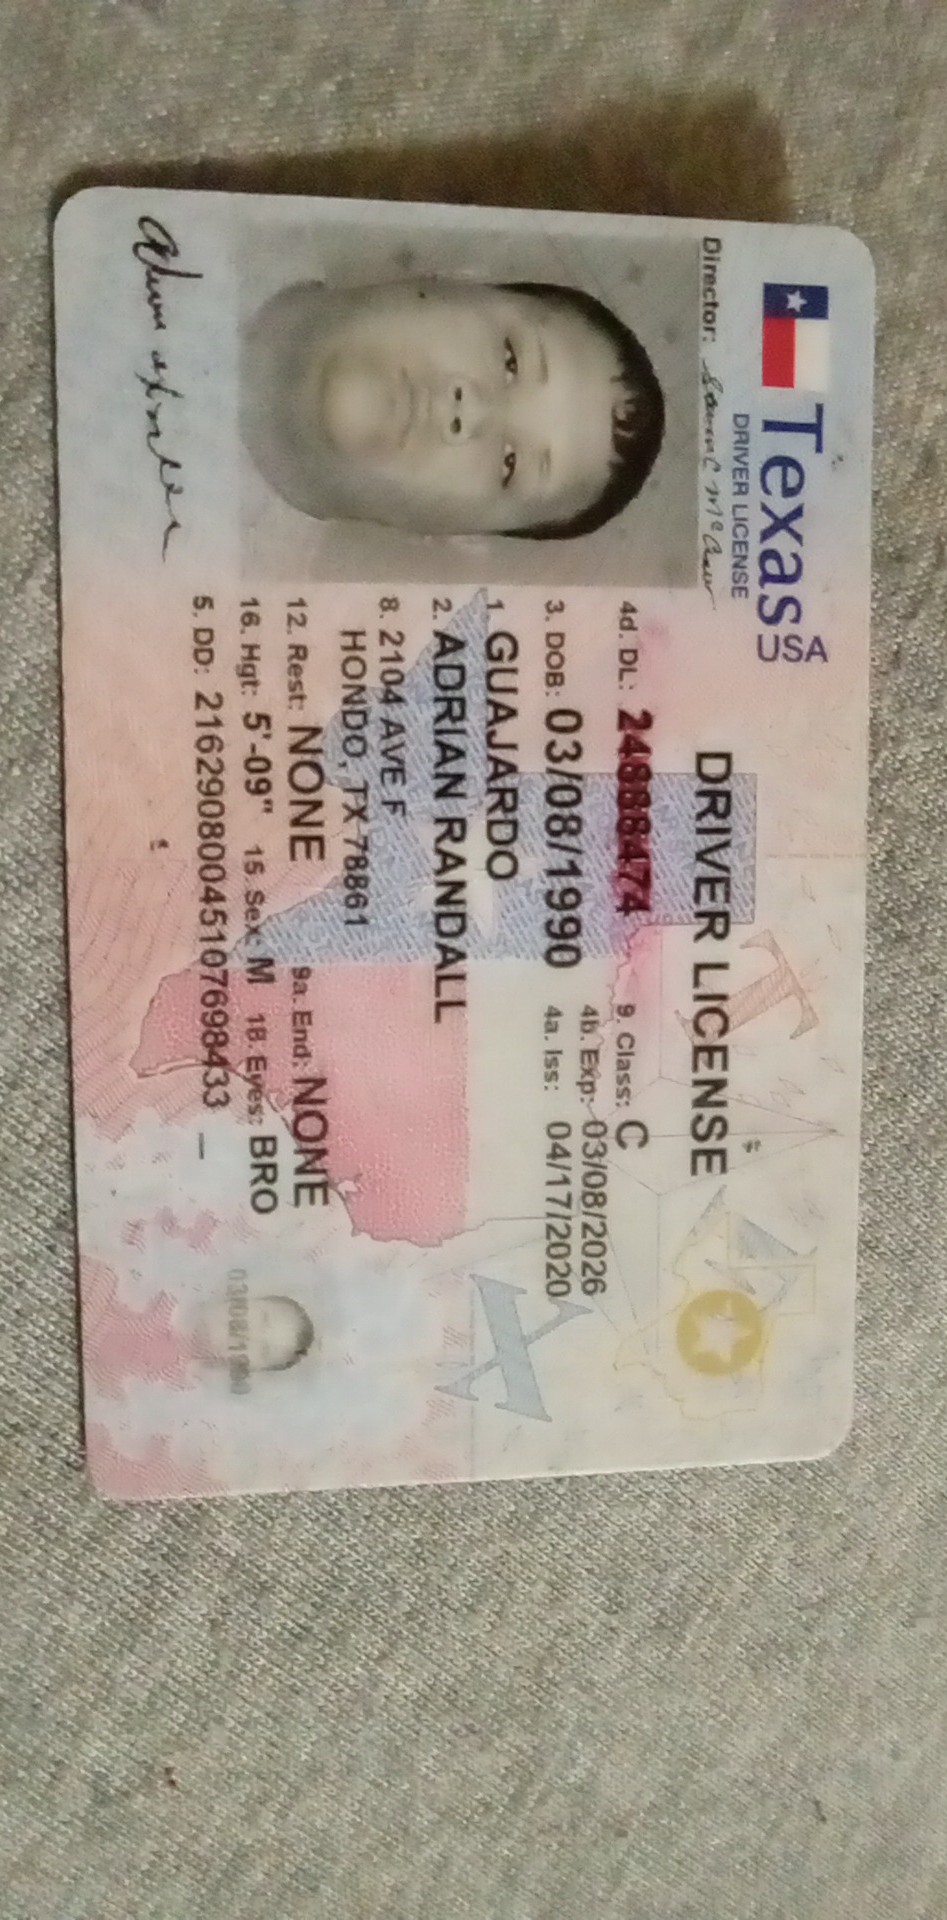 Texas USA
DRIVER LICENSE
DRIVER LICENSE
Director:
4d. DL: 24888474 9. Class: C
4b. Exp: 03/08/2026
3. DOB: 03/08/1990 4a. Iss: 04/17/2020
1. GUAJARDO
2. ADRIAN RANDALL
8. 2104 AVE F
HONDO, TX 78861
12. Rest: NONE 9a. End: NONE
16. Hgt: 5'-09" 15. Sex: M 18. Eyes: BRO
5. DD: 21629080045107698433